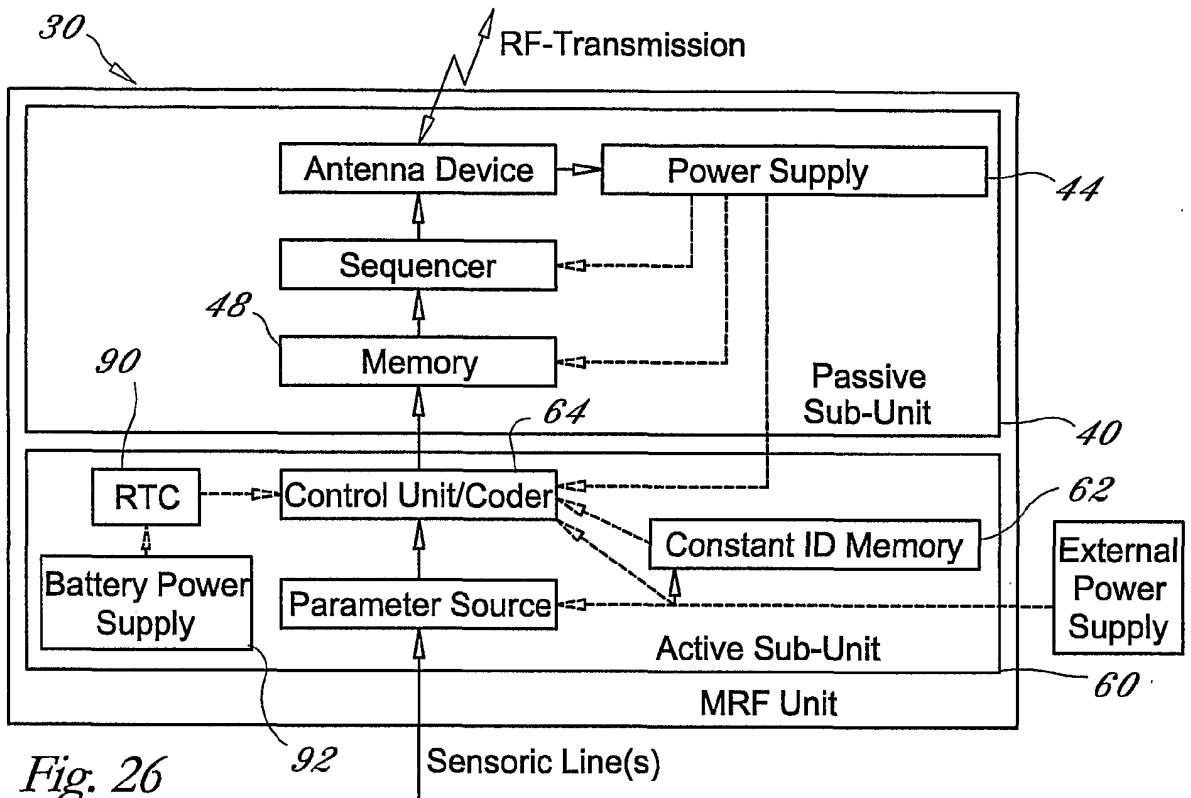 30
RF-Transmission
Antenna Device
Power Supply
44
Sequencer
48
Memory
Passive
Sub-Unit
40
90
64
RTC
Control Unit/Coder
62
Constant ID Memory
External
Power
Supply
Battery Power
Supply
Parameter Source
Active Sub-Unit
60
MRF Unit
92
Sensoric Line(s)
Fig. 26